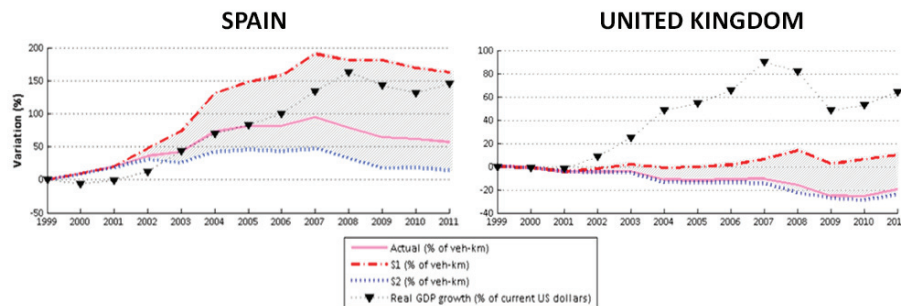 SPAIN
UNITED KINGDOM
Variation (%)
200
150
100
50
0
-50
1999 2000 2001 2002 2003 2004 2005 2006 2007 2008 2009 2010 2011
100
80
60
40
20
0
-20
-40
1999 2000 2001 2002 2003 2004 2005 2006 2007 2008 2009 2010 201
Actual (% of veh-km)
S1 (% of veh-km)
S2 (% of veh-km)
Real GDP growth (% of current US dollars)